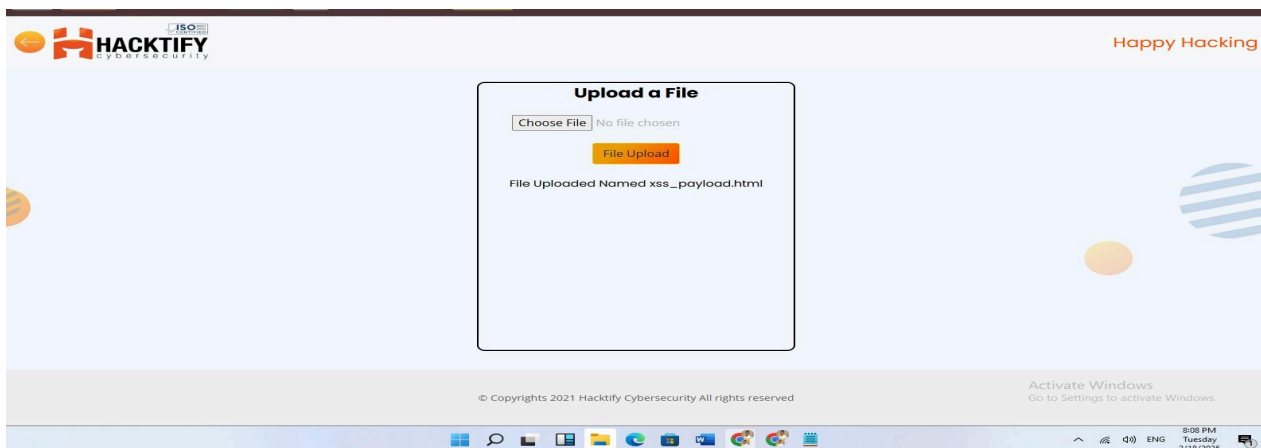 ISO
HACKTIFY
cybersecurity
Happy Hacking
Upload a File
Choose File No file chosen
File Upload
File Uploaded Named xss_payload.html
© Copyrights 2021 Hacktify Cybersecurity All rights reserved
Activate Windows
Go to Settings to activate Windows.
ENG
8:08 PM
Tuesday